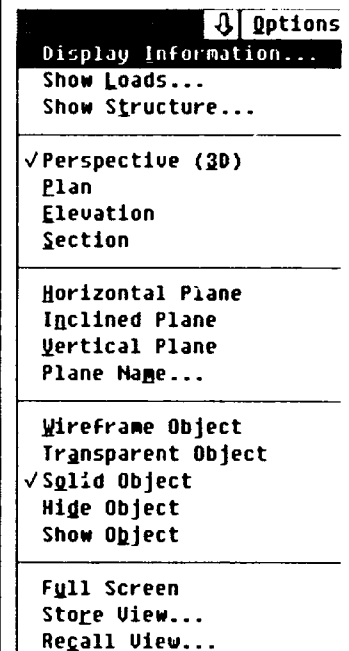 ⇩ Options
Display Information...
Show Loads...
Show Structure...
√Perspective (3D)
Plan
Elevation
Section
Horizontal Plane
Inclined Plane
Vertical Plane
Plane Name...
Wireframe Object
Transparent Object
√Solid Object
Hide Object
Show Object
Full Screen
Store View...
Recall View...